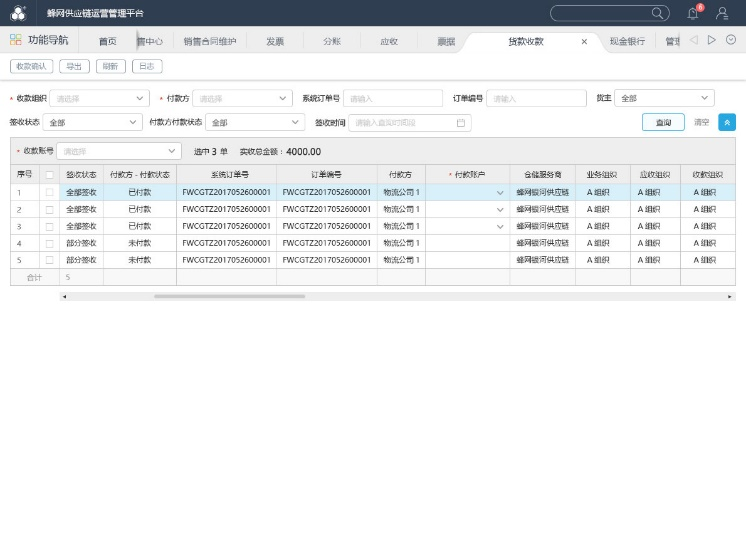 蜂网供应链运营管理平台 8
功能导航 首页 售中心 销售合同维护 发票 分账 应收 票据 货款收款 × 现金银行 管理
收款确认 导出 刷新 日志
* 收款组织 请选择 * 付款方 请选择 系统订单号 请输入 订单编号 请输入 货主 全部
签收状态 全部 付款方付款状态 全部 签收时间 请输入查询时间段 查询 清空
* 收款账号 请选择 选中 3 单 实收总金额: 4000.00
序号 签收状态 付款方 - 付款状态 系统订单号 订单编号 付款方 * 付款账户 仓储服务商 业务组织 应收组织 收款组织
1 全部签收 已付款 FWCGTZ2017052600001 FWCGTZ2017052600001 物流公司 1 蜂网银河供应链 A 组织 A 组织 A 组织
2 全部签收 已付款 FWCGTZ2017052600001 FWCGTZ2017052600001 物流公司 1 蜂网银河供应链 A 组织 A 组织 A 组织
3 全部签收 已付款 FWCGTZ2017052600001 FWCGTZ2017052600001 物流公司 1 蜂网银河供应链 A 组织 A 组织 A 组织
4 部分签收 未付款 FWCGTZ2017052600001 FWCGTZ2017052600001 物流公司 1 蜂网银河供应链 A 组织 A 组织 A 组织
5 部分签收 未付款 FWCGTZ2017052600001 FWCGTZ2017052600001 物流公司 1 蜂网银河供应链 A 组织 A 组织 A 组织
合计 5